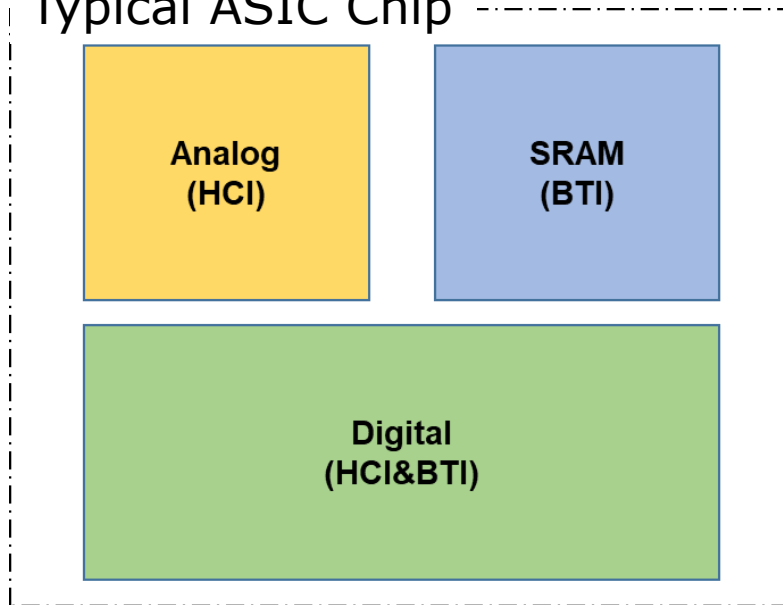 Typical ASIC Chip
Analog
(HCI)
SRAM
(BTI)
Digital
(HCI&BTI)